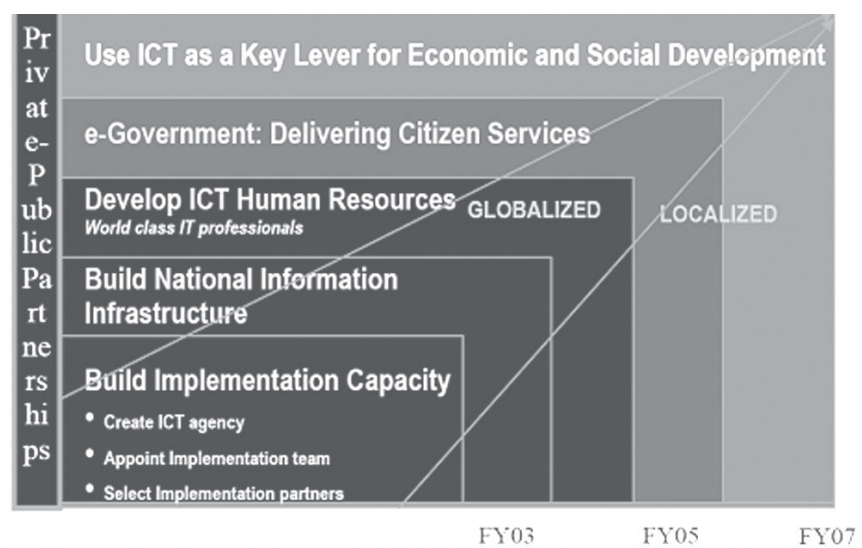 Pr
iv
at
e-
P
ub
lic
Pa
rt
ne
rs
hi
ps
Use ICT as a Key Lever for Economic and Social Development
e-Government: Delivering Citizen Services
Develop ICT Human Resources
World class IT professionals
GLOBALIZED
LOCALIZED
Build National Information
Infrastructure
Build Implementation Capacity
• Create ICT agency
• Appoint Implementation team
• Select Implementation partners
FY03 FY05 FY07